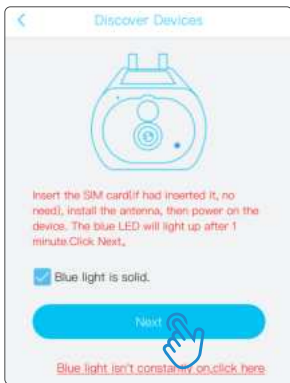 Discover Devices
Insert the SIM card(if had inserted it, no
need), install the antenna, then power on the
device. The blue LED will light up after 1
minute.Click Next。
Blue light is solid.
Next
Blue light isn't constantly on,click here